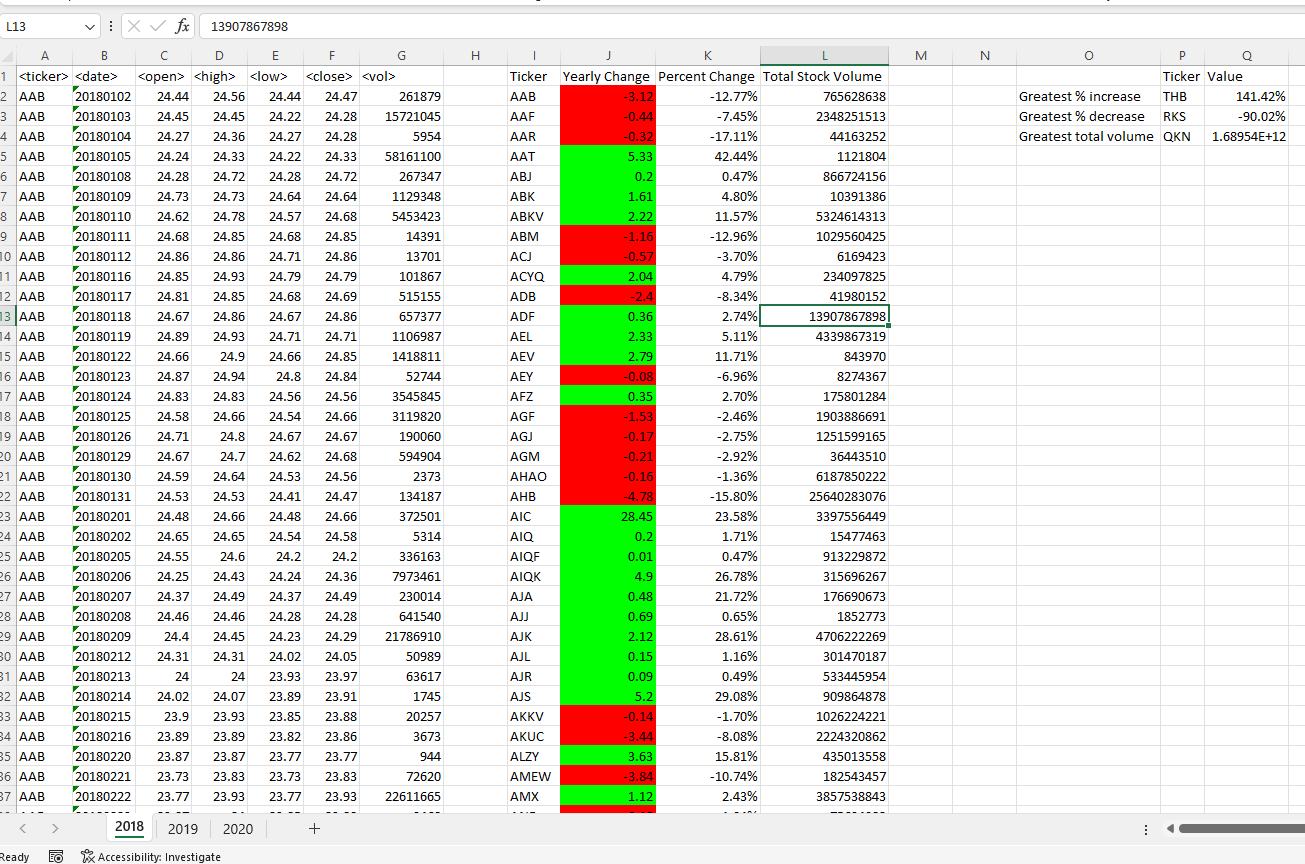 L13 fx 13907867898
A B C D E F G H I J K L M N O P Q
1 <ticker> <date> <open> <high> <low> <close> <vol> Ticker Yearly Change Percent Change Total Stock Volume Ticker Value
2 AAB 20180102 24.44 24.56 24.44 24.47 261879 AAB -3.12 -12.77% 765628638 Greatest % increase THB 141.42%
3 AAB 20180103 24.45 24.45 24.22 24.28 15721045 AAF -0.44 -7.45% 2348251513 Greatest % decrease RKS -90.02%
4 AAB 20180104 24.27 24.36 24.27 24.28 5954 AAR -0.32 -17.11% 44163252 Greatest total volume QKN 1.68954E+12
5 AAB 20180105 24.24 24.33 24.22 24.33 58161100 AAT 5.33 42.44% 1121804
6 AAB 20180108 24.28 24.72 24.28 24.72 267347 ABJ 0.2 0.47% 866724156
7 AAB 20180109 24.73 24.73 24.64 24.64 1129348 ABK 1.61 4.80% 10391386
8 AAB 20180110 24.62 24.78 24.57 24.68 5453423 ABKV 2.22 11.57% 5324614313
9 AAB 20180111 24.68 24.85 24.68 24.85 14391 ABM -1.16 -12.96% 1029560425
10 AAB 20180112 24.86 24.86 24.71 24.86 13701 ACJ -0.57 -3.70% 6169423
11 AAB 20180116 24.85 24.93 24.79 24.79 101867 ACYQ 2.04 4.79% 234097825
12 AAB 20180117 24.81 24.85 24.68 24.69 515155 ADB -2.4 -8.34% 41980152
13 AAB 20180118 24.67 24.86 24.67 24.86 657377 ADF 0.36 2.74% 13907867898
14 AAB 20180119 24.89 24.93 24.71 24.71 1106987 AEL 2.33 5.11% 4339867319
15 AAB 20180122 24.66 24.9 24.66 24.85 1418811 AEV 2.79 11.71% 843970
16 AAB 20180123 24.87 24.94 24.8 24.84 52744 AEY -0.08 -6.96% 8274367
17 AAB 20180124 24.83 24.83 24.56 24.56 3545845 AFZ 0.35 2.70% 175801284
18 AAB 20180125 24.58 24.66 24.54 24.66 3119820 AGF -1.53 -2.46% 1903886691
19 AAB 20180126 24.71 24.8 24.67 24.67 190060 AGJ -0.17 -2.75% 1251599165
20 AAB 20180129 24.67 24.7 24.62 24.68 594904 AGM -0.21 -2.92% 36443510
21 AAB 20180130 24.59 24.64 24.53 24.56 2373 AHAO -0.16 -1.36% 6187850222
22 AAB 20180131 24.53 24.53 24.41 24.47 134187 AHB -4.78 -15.80% 25640283076
23 AAB 20180201 24.48 24.66 24.48 24.66 372501 AIC 28.45 23.58% 3397556449
24 AAB 20180202 24.65 24.65 24.54 24.58 5314 AIQ 0.2 1.71% 15477463
25 AAB 20180205 24.55 24.6 24.2 24.2 336163 AIQF 0.01 0.47% 913229872
26 AAB 20180206 24.25 24.43 24.24 24.36 7973461 AIQK 4.9 26.78% 315696267
27 AAB 20180207 24.37 24.49 24.37 24.49 230014 AJA 0.48 21.72% 176690673
28 AAB 20180208 24.46 24.46 24.28 24.28 641540 AJJ 0.69 0.65% 1852773
29 AAB 20180209 24.4 24.45 24.23 24.29 21786910 AJK 2.12 28.61% 4706222269
30 AAB 20180212 24.31 24.31 24.02 24.05 50989 AJL 0.15 1.16% 301470187
31 AAB 20180213 24 24 23.93 23.97 63617 AJR 0.09 0.49% 533445954
32 AAB 20180214 24.02 24.07 23.89 23.91 1745 AJS 5.2 29.08% 909864878
33 AAB 20180215 23.9 23.93 23.85 23.88 20257 AKKV -0.14 -1.70% 1026224221
34 AAB 20180216 23.89 23.89 23.82 23.86 3673 AKUC -3.44 -8.08% 2224320862
35 AAB 20180220 23.87 23.87 23.77 23.77 944 ALZY 3.63 15.81% 435013558
36 AAB 20180221 23.73 23.83 23.73 23.83 72620 AMEW -3.84 -10.74% 182543457
37 AAB 20180222 23.77 23.93 23.77 23.93 22611665 AMX 1.12 2.43% 3857538843
2018 2019 2020
Ready Accessibility: Investigate